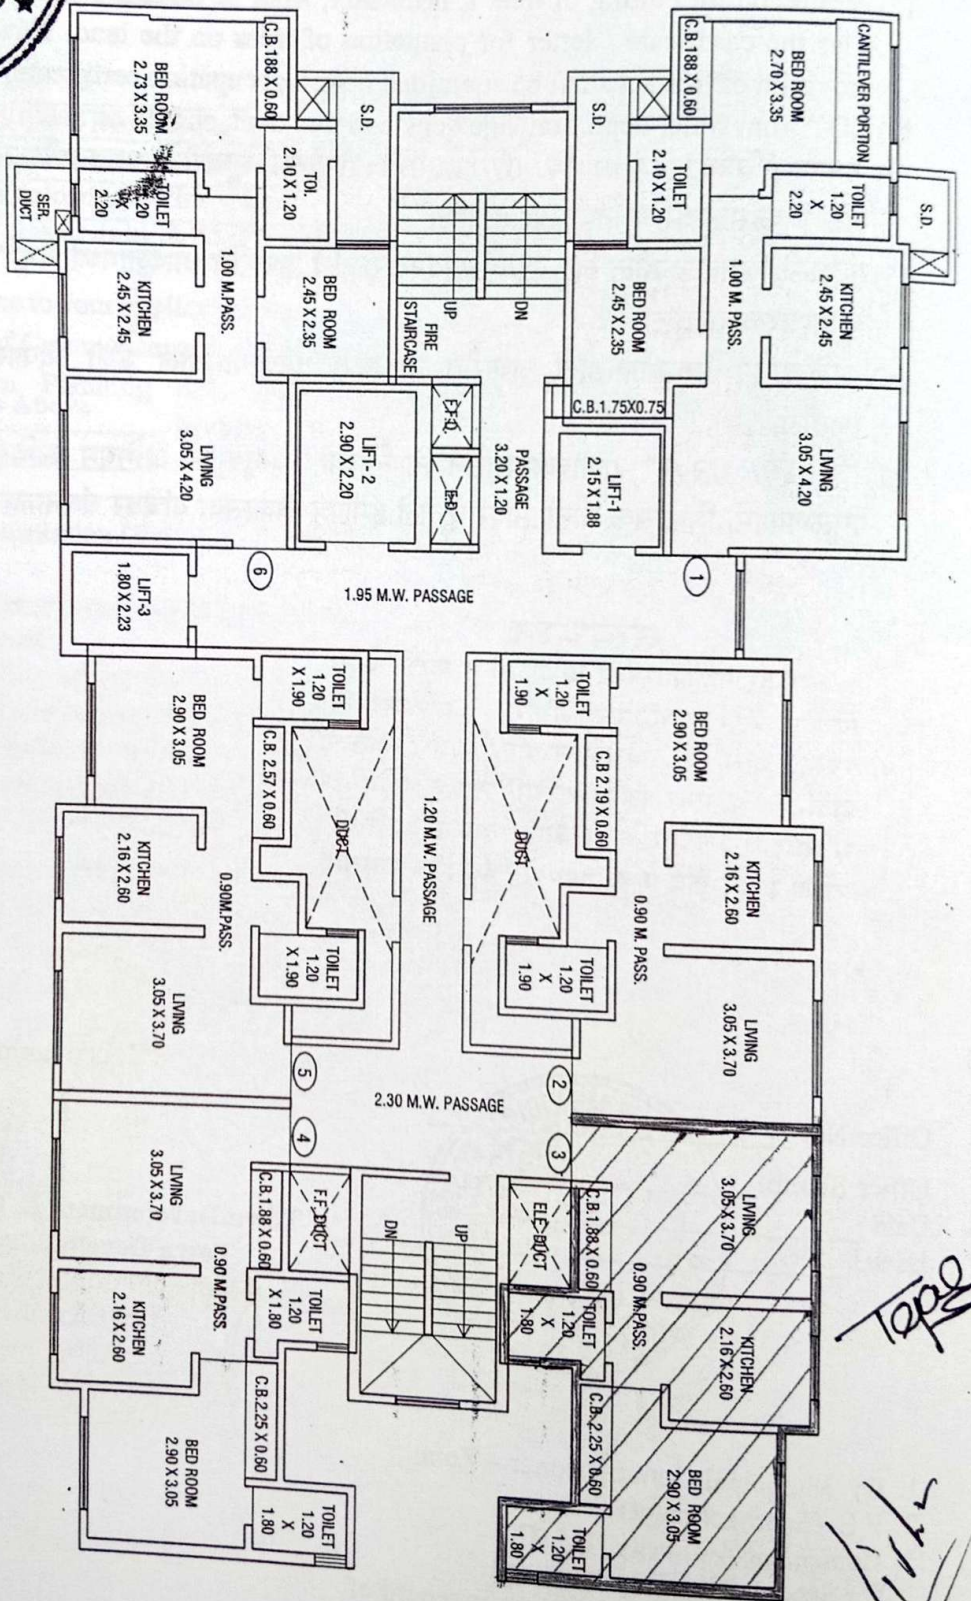 CANTILEVER PORTION
BED ROOM
2.70 X 3.35
C.B.188 X 0.60
S.D.
TOILET
1.20
X
2.20
TOILET
2.10 X 1.20
S.D.
KITCHEN
2.45 X 2.45
1.00 M. PASS.
BED ROOM
2.45 X 2.35
C.B.1.75X0.75
LIVING
3.05 X 4.20
LIFT-1
2.15 X 1.88
1
DN
UP
FIRE
STAIRCASE
F.F.D.
E.D.
PASSAGE
3.20 X 1.20
C.B.188 X 0.60
BED ROOM
2.73 X 3.35
S.D.
TOI.
2.10 X 1.20
TOILET
1.20
X
2.20
SER.
DUCT
1.00 M.PASS.
KITCHEN
2.45 X 2.45
BED ROOM
2.45 X 2.35
LIFT-2
2.90 X 2.20
LIVING
3.05 X 4.20
6
LIFT-3
1.80 X 2.23
1.95 M.W. PASSAGE
BED ROOM
2.90 X 3.05
TOILET
1.20
X
1.90
C.B 2.19 X 0.60
DUCT
KITCHEN
2.16 X 2.60
0.90 M. PASS.
TOILET
1.20
X
1.90
LIVING
3.05 X 3.70
2
1.20 M.W. PASSAGE
TOILET
1.20
X 1.90
BED ROOM
2.90 X 3.05
C.B. 2.57 X 0.60
DUCT
KITCHEN
2.16 X 2.60
0.90M.PASS.
TOILET
1.20
X 1.90
LIVING
3.05 X 3.70
5
2.30 M.W. PASSAGE
3
LIVING
3.05 X 3.70
C.B.1.88 X 0.60
ELE.DUCT
0.90 M.PASS.
TOILET
1.20
X
1.80
KITCHEN
2.16 X 2.60
C.B. 2.25 X 0.60
BED ROOM
2.90 X 3.05
TOILET
1.20
X
1.80
UP
DN
4
F.F. DUCT
C.B.1.88 X 0.60
LIVING
3.05 X 3.70
0.90 M.PASS.
TOILET
1.20
X 1.80
KITCHEN
2.16 X 2.60
C.B.2.25 X 0.60
BED ROOM
2.90 X 3.05
TOILET
1.20
X
1.80